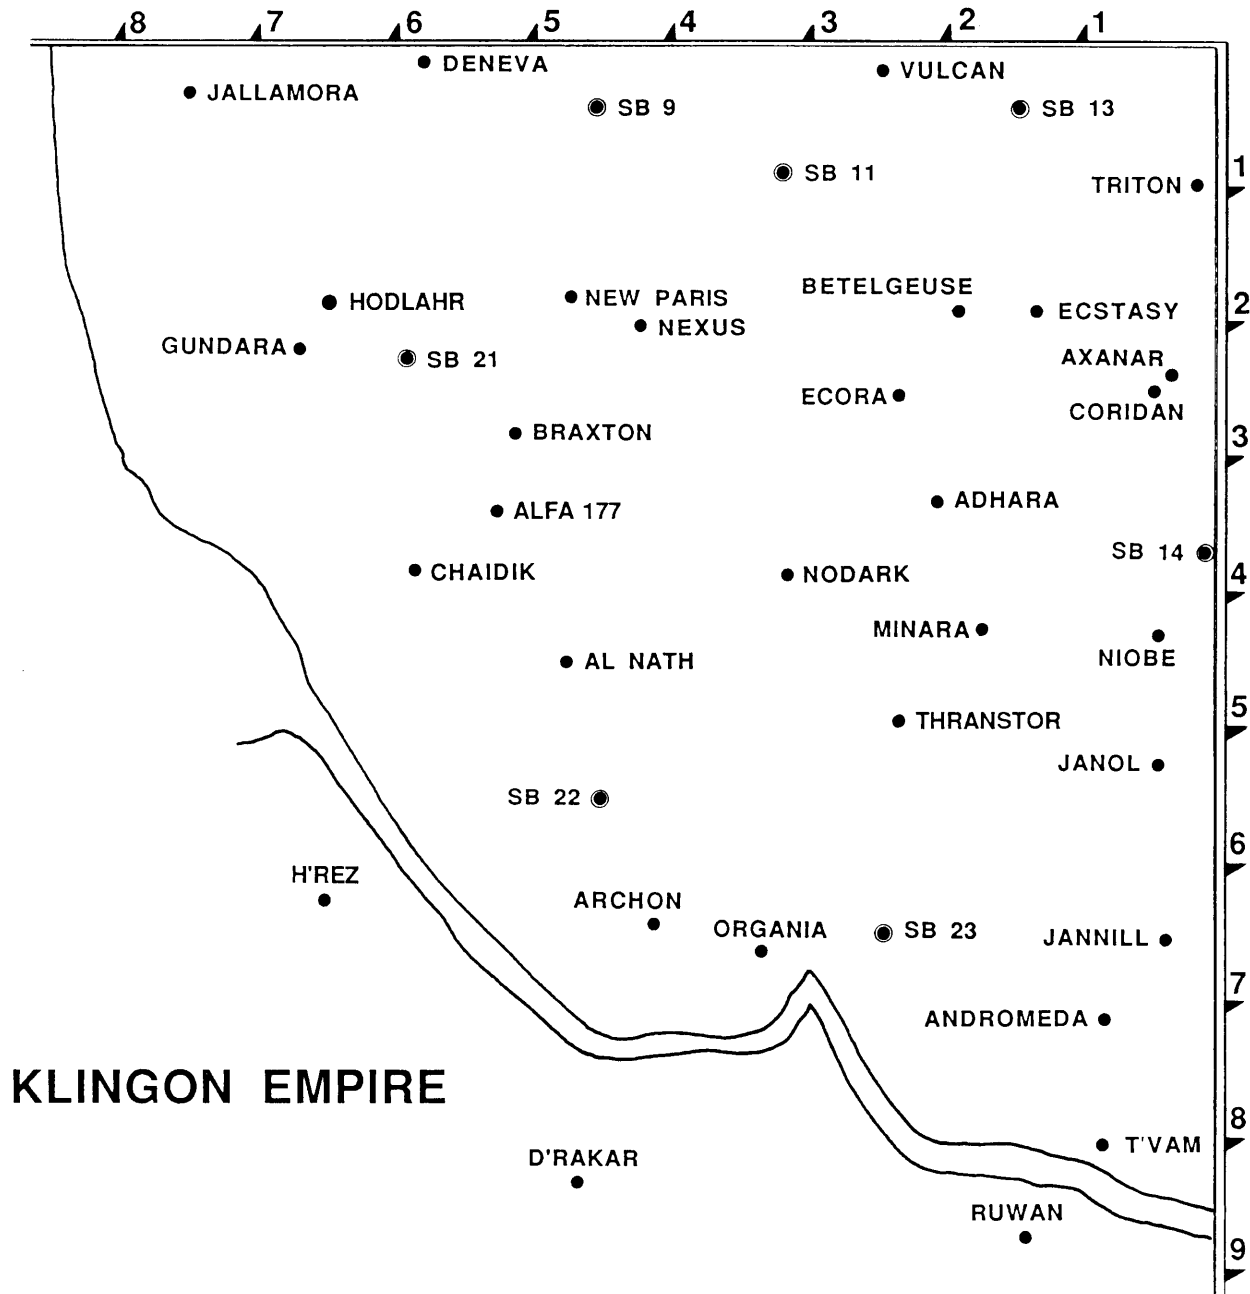 8 7 6 5 4 3 2 1
DENEVA
VULCAN
JALLAMORA
SB 9
SB 13
1
SB 11
TRITON
BETELGEUSE
2
HODLAHR
NEW PARIS
ECSTASY
NEXUS
GUNDARA
SB 21
AXANAR
ECORA
CORIDAN
BRAXTON
3
ADHARA
ALFA 177
SB 14
CHAIDIK
NODARK
4
MINARA
NIOBE
AL NATH
5
THRANSTOR
JANOL
SB 22
6
H'REZ
ARCHON
ORGANIA
SB 23
JANNILL
7
ANDROMEDA
KLINGON EMPIRE
8
T'VAM
D'RAKAR
RUWAN
9